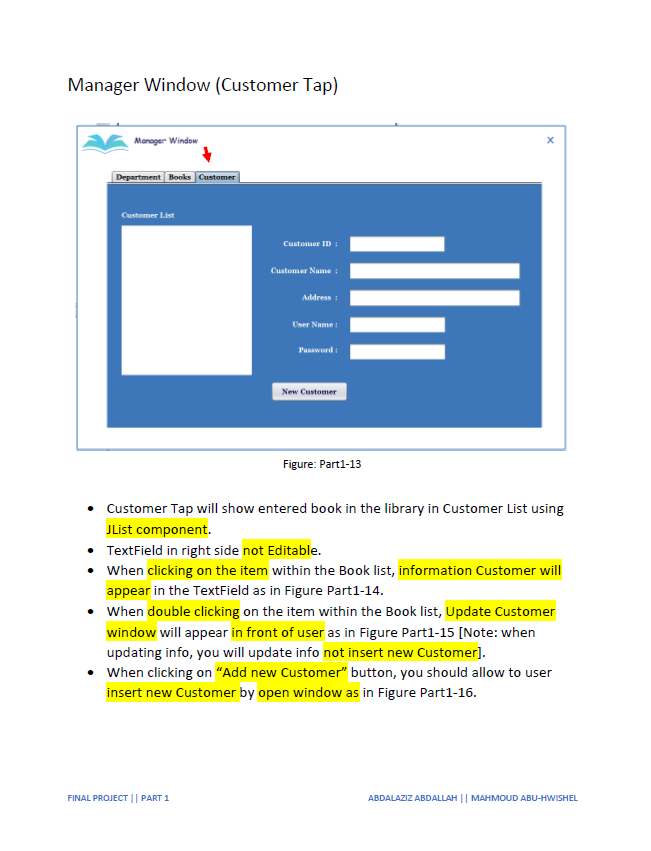 Manager Window (Customer Tap)
Manager Window
X
Department Books Customer
Customer List
Customer ID :
Customer Name :
Address :
User Name :
Password :
New Customer
Figure: Part1-13
• Customer Tap will show entered book in the library in Customer List using
JList component.
• TextField in right side not Editable.
• When clicking on the item within the Book list, information Customer will
appear in the TextField as in Figure Part1-14.
• When double clicking on the item within the Book list, Update Customer
window will appear in front of user as in Figure Part1-15 [Note: when
updating info, you will update info not insert new Customer].
• When clicking on “Add new Customer” button, you should allow to user
insert new Customer by open window as in Figure Part1-16.
FINAL PROJECT || PART 1 ABDALAZIZ ABDALLAH || MAHMOUD ABU-HWISHEL